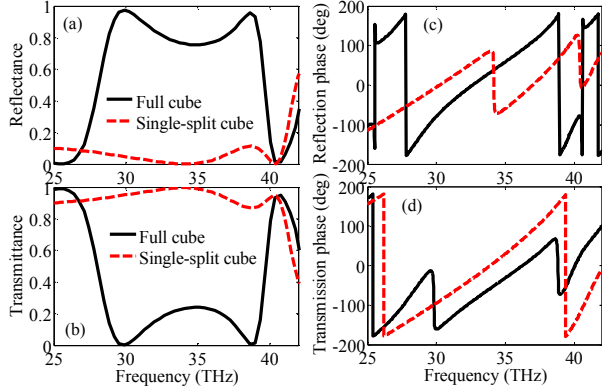 (a)
1
0.8
0.6
0.4
0.2
0
Reflectance
Full cube
Single-split cube
30
35
40
(c)
200
100
0
-100
-200
Reflection phase (deg)
30
35
40
(b)
1
0.8
0.6
0.4
0.2
0
Transmittance
Full cube
Single-split cube
25
30
35
40
Frequency (THz)
(d)
200
100
0
-100
-200
Transmission phase (deg)
25
30
35
40
Frequency (THz)